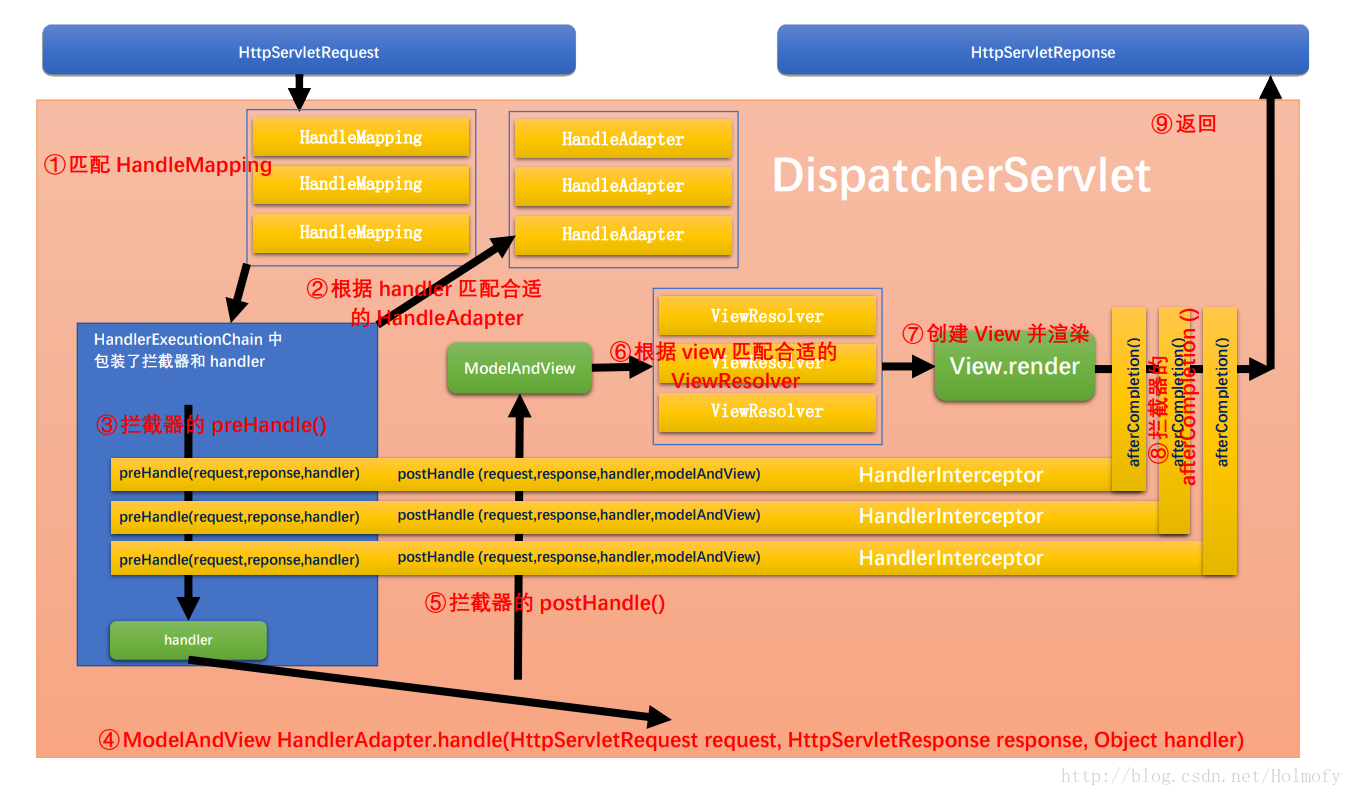 HttpServletRequest
HttpServletReponse
⑨返回
①匹配 HandleMapping
HandleMapping
HandleMapping
HandleMapping
HandleAdapter
HandleAdapter
HandleAdapter
DispatcherServlet
②根据 handler 匹配合适
的 HandleAdapter
HandlerExecutionChain 中
包装了拦截器和 handler
ModelAndView
⑥根据 view 匹配合适的
ViewResolver
ViewResolver
ViewResolver
ViewResolver
⑦创建 View 并渲染
View.render
afterCompletion()
afterCompletion()
afterCompletion()
⑧拦截器的
afterCompletion ()
③拦截器的 preHandle()
preHandle(request,reponse,handler)
postHandle (request,response,handler,modelAndView)
HandlerInterceptor
preHandle(request,reponse,handler)
postHandle (request,response,handler,modelAndView)
HandlerInterceptor
preHandle(request,reponse,handler)
postHandle (request,response,handler,modelAndView)
HandlerInterceptor
⑤拦截器的 postHandle()
handler
④ModelAndView HandlerAdapter.handle(HttpServletRequest request, HttpServletResponse response, Object handler)
http://blog.csdn.net/Holmofy